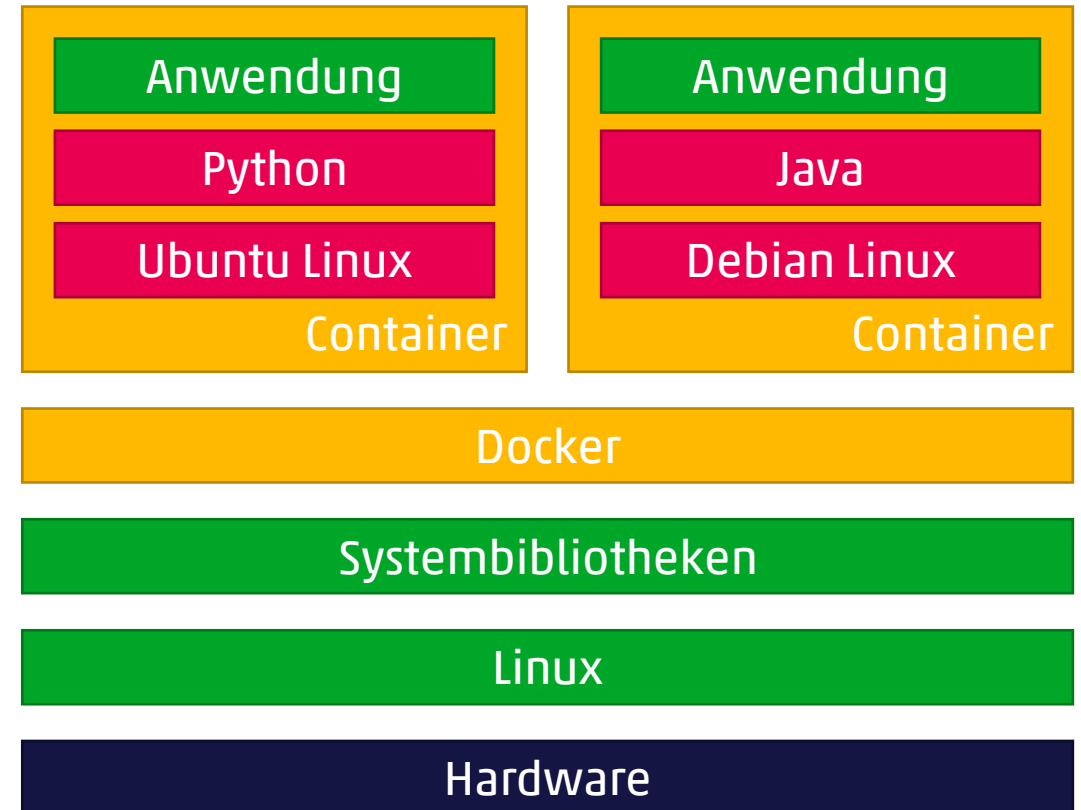 Anwendung
Python
Ubuntu Linux
Container
Anwendung
Java
Debian Linux
Container
Docker
Systembibliotheken
Linux
Hardware